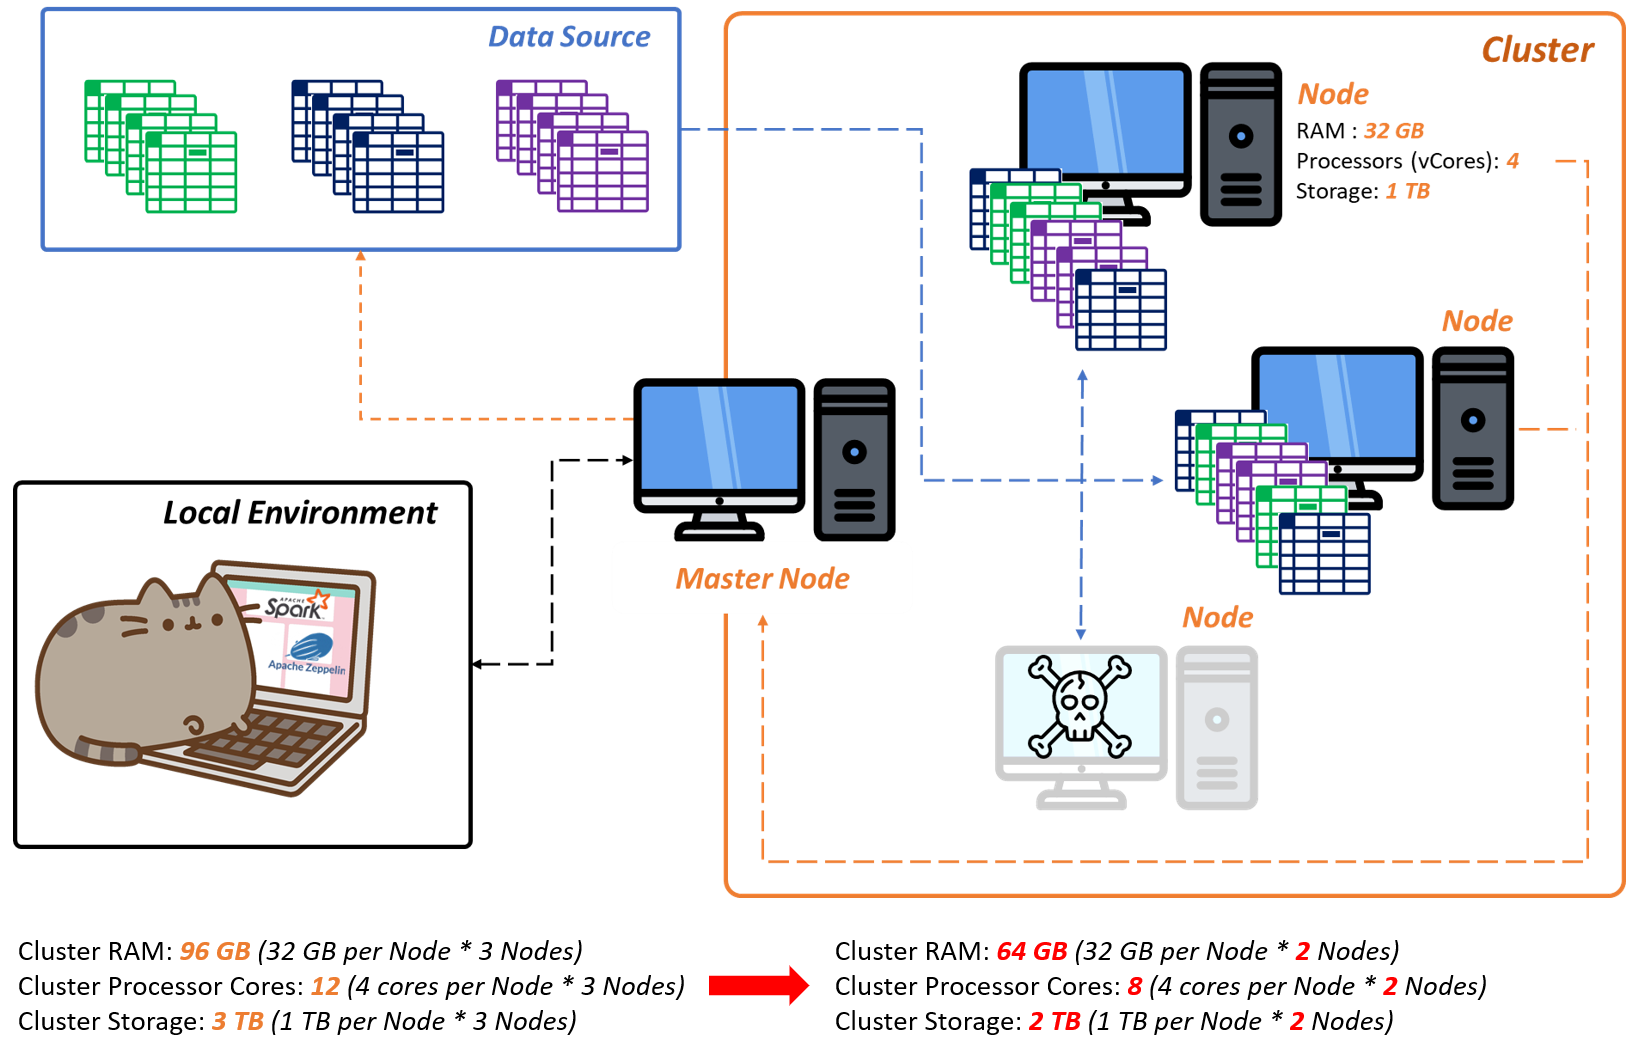 Data Source
Cluster
Node
RAM : 32 GB
Processors (vCores): 4
Storage: 1 TB
Node
Local Environment
APACHE
Spark
Apache Zeppelin
Master Node
Node
Cluster RAM: 96 GB (32 GB per Node * 3 Nodes)
Cluster Processor Cores: 12 (4 cores per Node * 3 Nodes)
Cluster Storage: 3 TB (1 TB per Node * 3 Nodes)
Cluster RAM: 64 GB (32 GB per Node * 2 Nodes)
Cluster Processor Cores: 8 (4 cores per Node * 2 Nodes)
Cluster Storage: 2 TB (1 TB per Node * 2 Nodes)